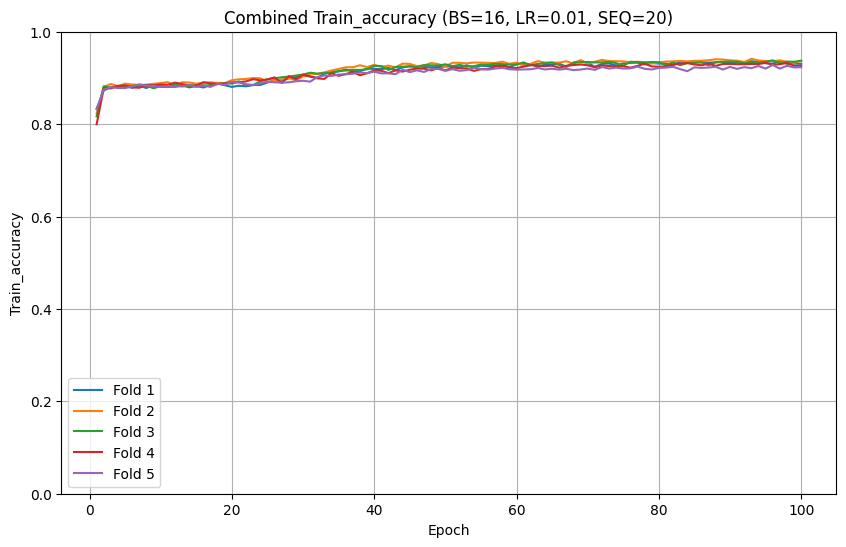 Combined Train_accuracy (BS=16, LR=0.01, SEQ=20)
Train_accuracy
1.0
0.8
0.6
0.4
0.2
0.0
Fold 1
Fold 2
Fold 3
Fold 4
Fold 5
0 20 40 60 80 100
Epoch